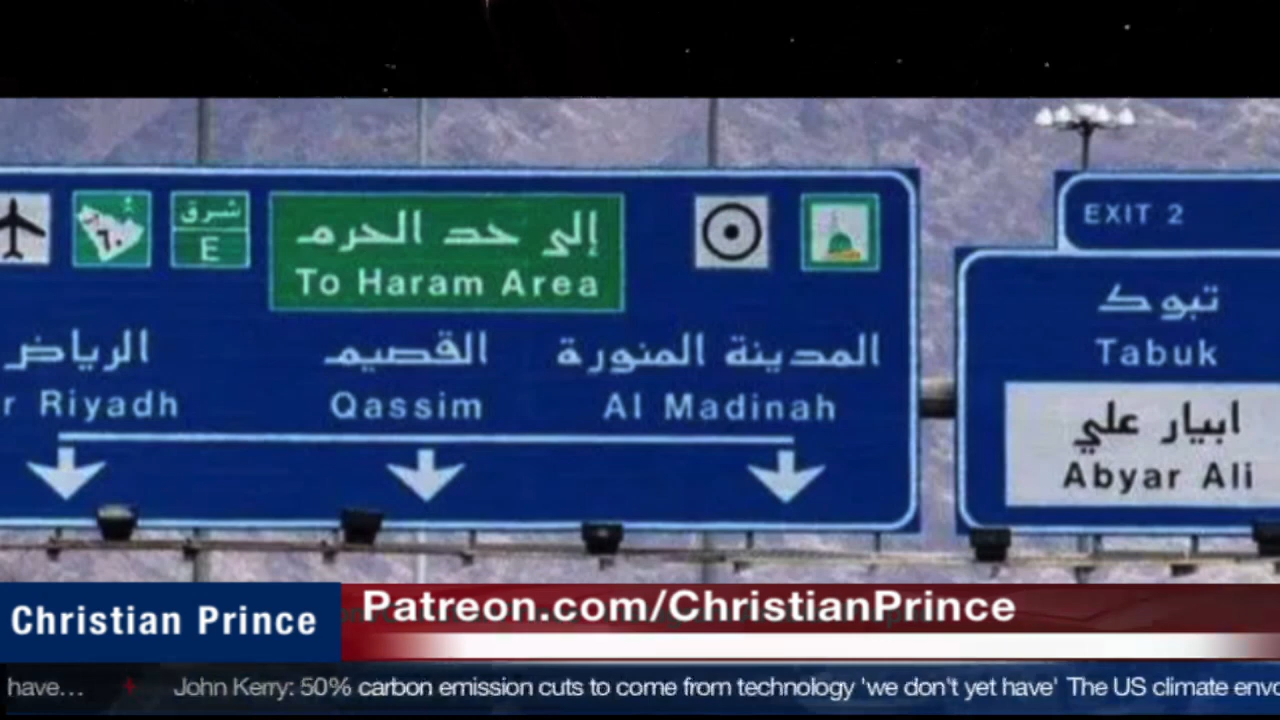 شرق
E
٦٠
إلى حد الحرم
To Haram Area
الرياض
r Riyadh
القصيم
Qassim
المدينة المنورة
Al Madinah
EXIT 2
تبوك
Tabuk
ابيار علي
Abyar Ali
Christian Prince
Patreon.com/ChristianPrince
have...
John Kerry: 50% carbon emission cuts to come from technology 'we don't yet have' The US climate envo